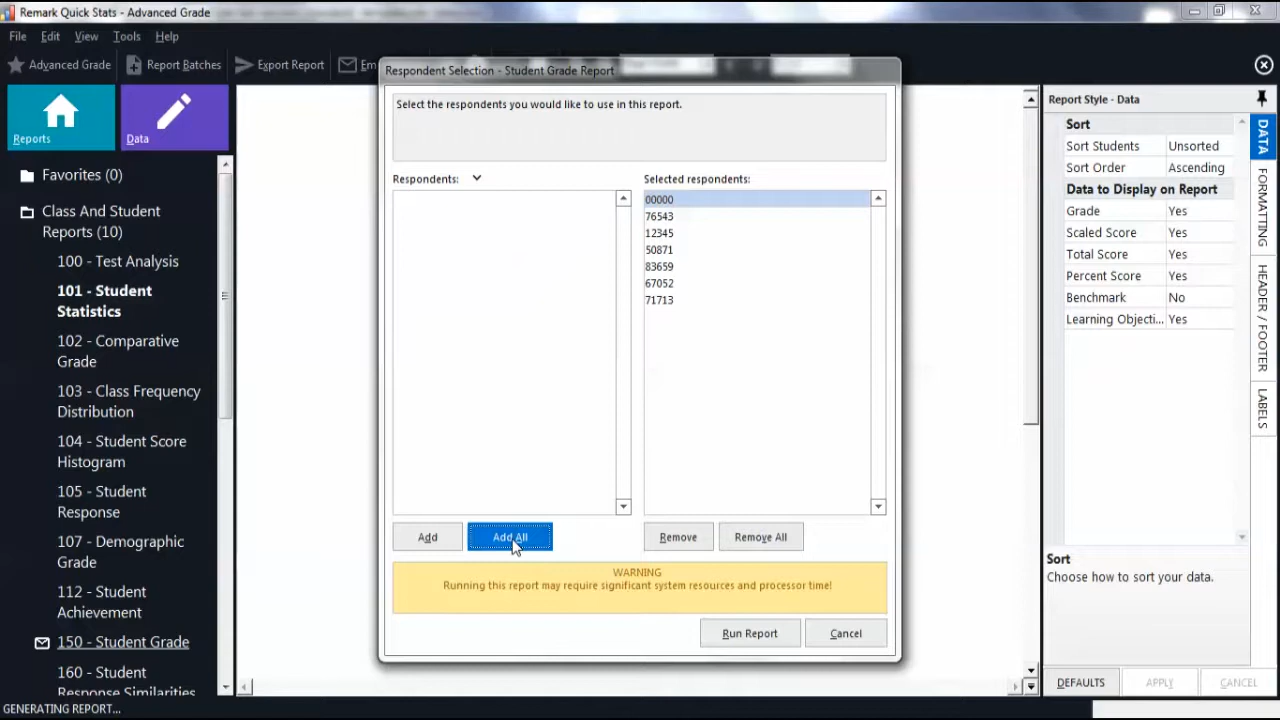 Remark Quick Stats - Advanced Grade
File Edit View Tools Help
Advanced Grade
Report Batches
Export Report
Em
Reports
Data
Favorites (0)
Class And Student
Reports (10)
100 - Test Analysis
101 - Student
Statistics
102 - Comparative
Grade
103 - Class Frequency
Distribution
104 - Student Score
Histogram
105 - Student
Response
107 - Demographic
Grade
112 - Student
Achievement
150 - Student Grade
160 - Student
Response Similarities
GENERATING REPORT...
Respondent Selection - Student Grade Report
Select the respondents you would like to use in this report.
Respondents:
Selected respondents:
00000
76543
12345
50871
83659
67052
71713
Add
Add All
Remove
Remove All
WARNING
Running this report may require significant system resources and processor time!
Run Report
Cancel
Report Style - Data
Sort
Sort Students Unsorted
Sort Order Ascending
Data to Display on Report
Grade Yes
Scaled Score Yes
Total Score Yes
Percent Score Yes
Benchmark No
Learning Objecti... Yes
Sort
Choose how to sort your data.
DEFAULTS
APPLY
CANCEL
DATA
FORMATTING
HEADER / FOOTER
LABELS